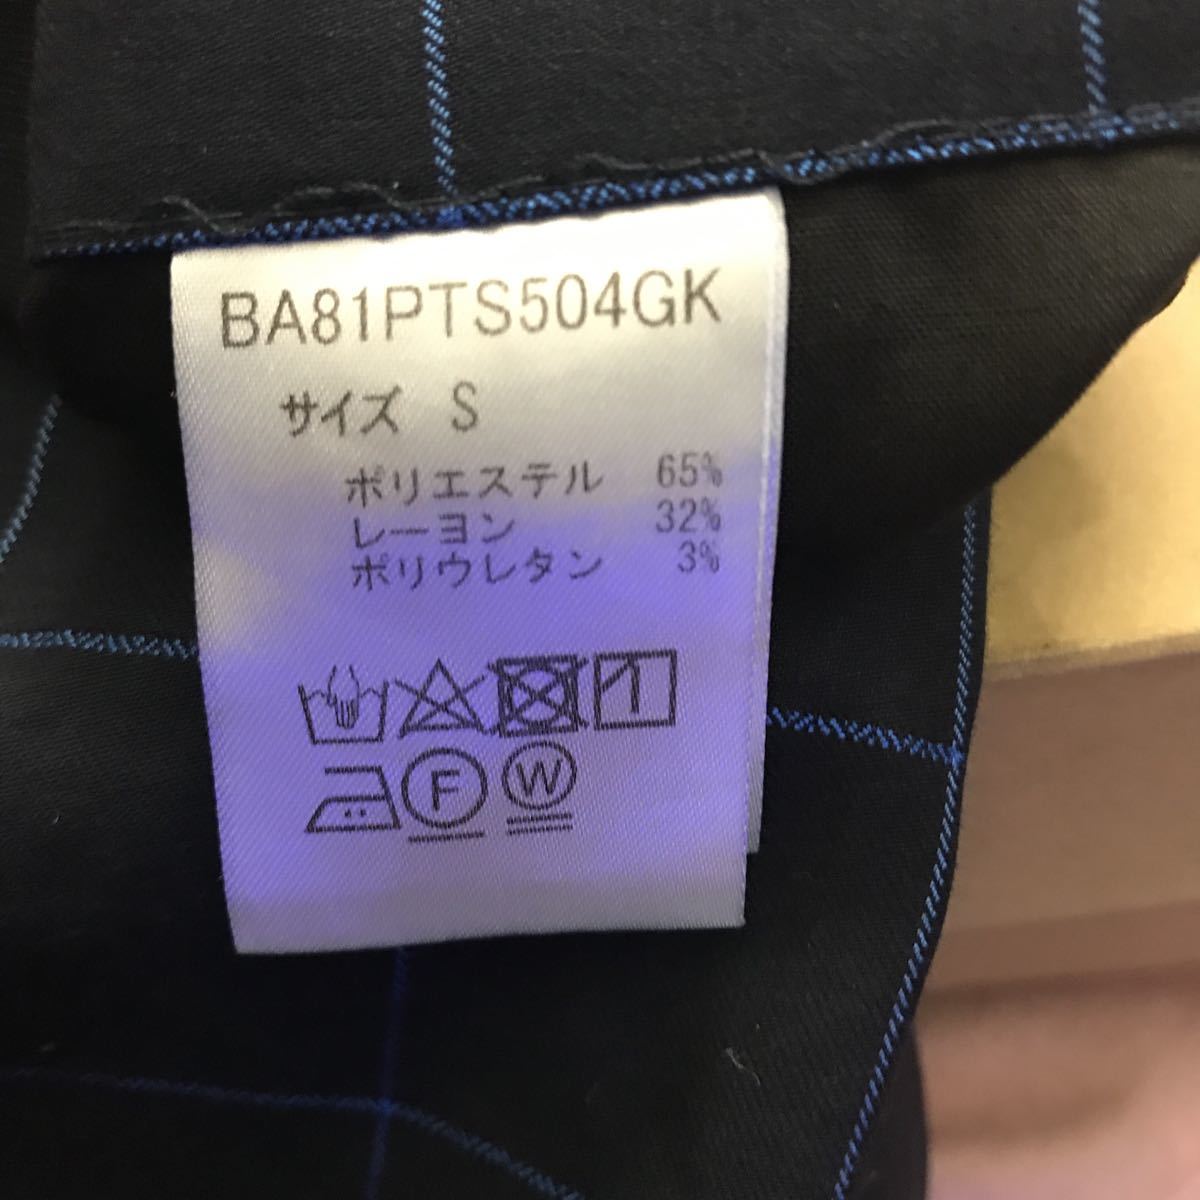 BA81PTS504GK
サイズ S
ポリエステル 65%
レーヨン 32%
ポリウレタン 3%
F W